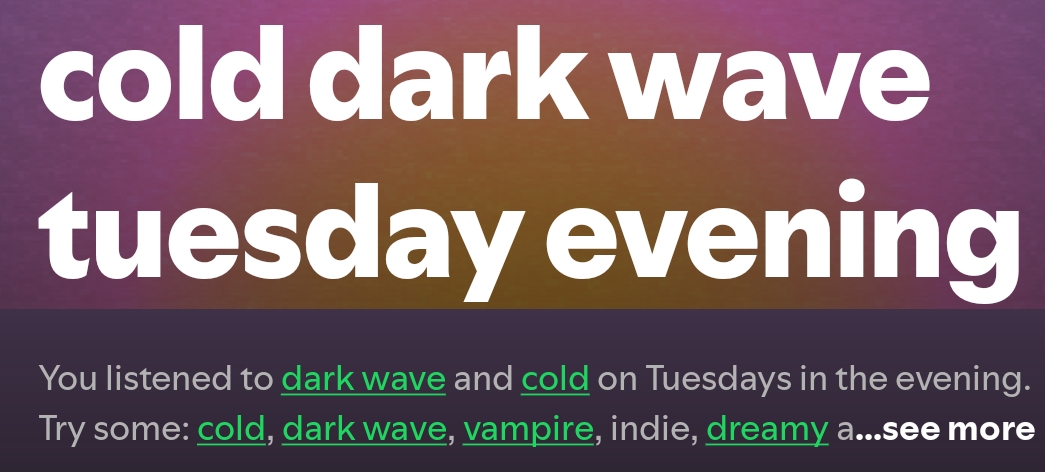 cold dark wave
tuesday evening
You listened to dark wave and cold on Tuesdays in the evening.
Try some: cold, dark wave, vampire, indie, dreamy a...see more